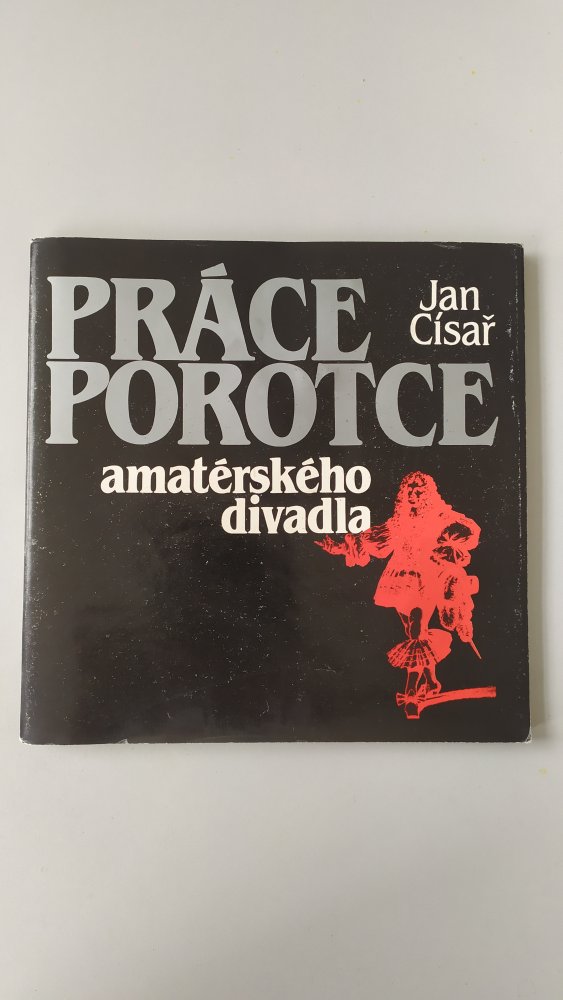 PRÁCE
Jan
Císař
POROTCE
amatérského
divadla